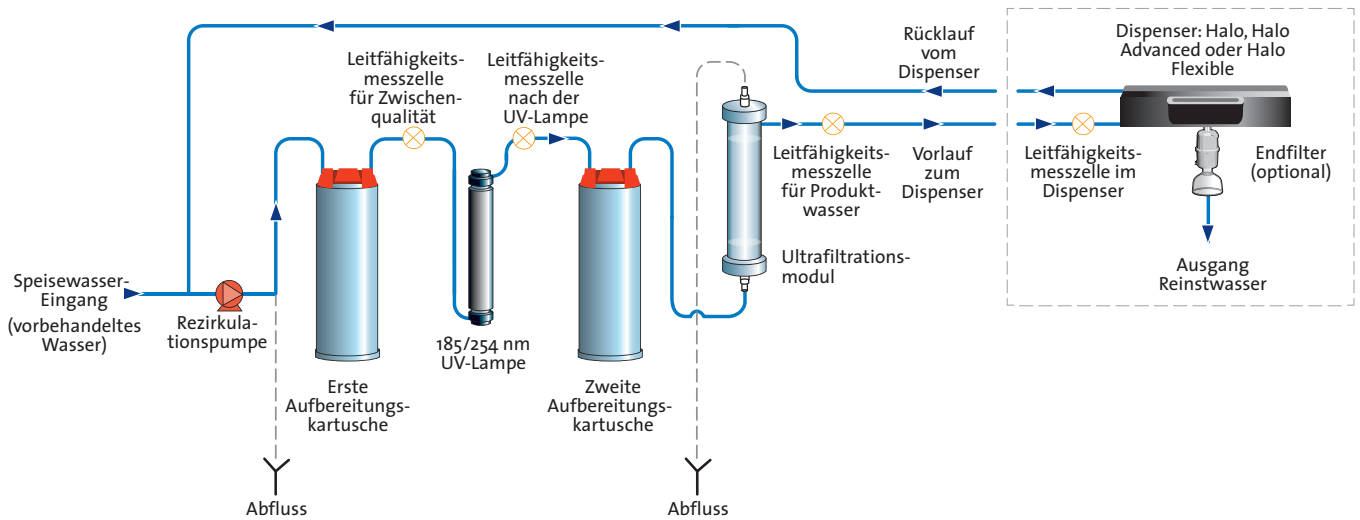 Speisewasser-
Eingang
(vorbehandeltes
Wasser)
Rezirkula-
tionspumpe
Abfluss
Erste
Aufbereitungs-
kartusche
Leitfähigkeits-
messzelle
für Zwischen-
qualität
185/254 nm
UV-Lampe
Leitfähigkeits-
messzelle
nach der
UV-Lampe
Zweite
Aufbereitungs-
kartusche
Abfluss
Ultrafiltrations-
modul
Leitfähigkeits-
messzelle
für Produkt-
wasser
Rücklauf
vom
Dispenser
Vorlauf
zum
Dispenser
Dispenser: Halo, Halo
Advanced oder Halo
Flexible
Leitfähigkeits-
messzelle im
Dispenser
Endfilter
(optional)
Ausgang
Reinstwasser